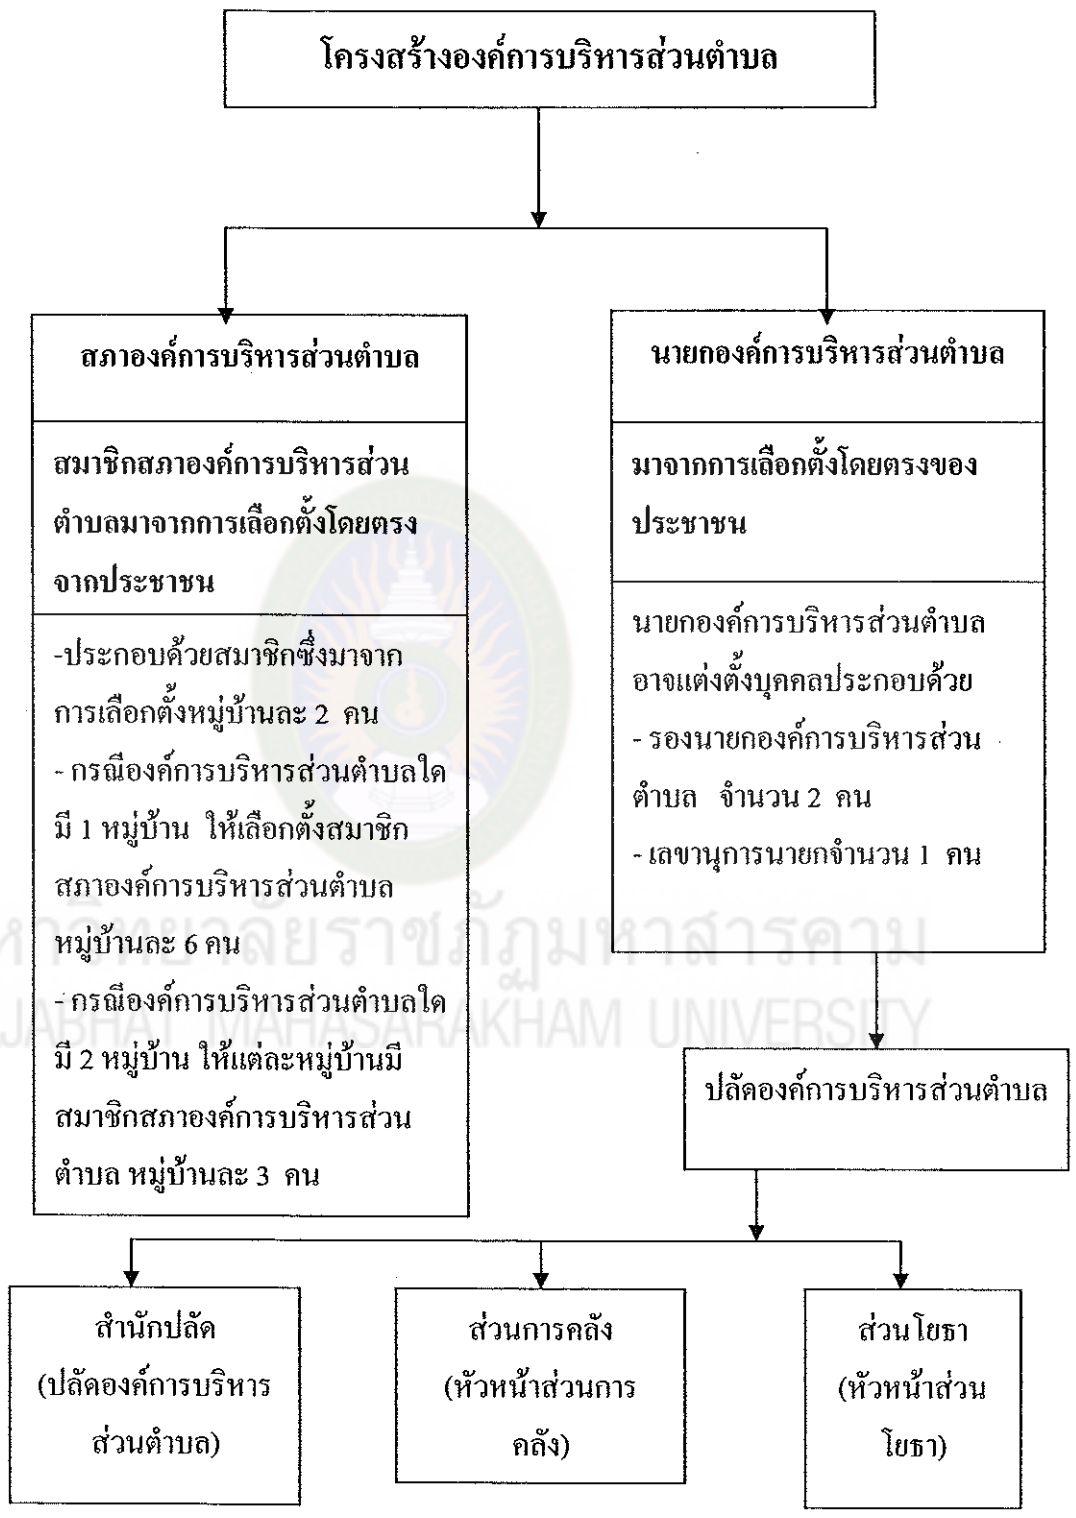 โครงสร้างองค์การบริหารส่วนตำบล
สภาองค์การบริหารส่วนตำบล
สมาชิกสภาองค์การบริหารส่วน
ตำบลมาจากการเลือกตั้งโดยตรง
จากประชาชน
-ประกอบด้วยสมาชิกซึ่งมาจาก
การเลือกตั้งหมู่บ้านละ 2 คน
- กรณีองค์การบริหารส่วนตำบลใด
มี 1 หมู่บ้าน ให้เลือกตั้งสมาชิก
สภาองค์การบริหารส่วนตำบล
หมู่บ้านละ 6 คน
- กรณีองค์การบริหารส่วนตำบลใด
มี 2 หมู่บ้าน ให้แต่ละหมู่บ้านมี
สมาชิกสภาองค์การบริหารส่วน
ตำบล หมู่บ้านละ 3 คน
นายกองค์การบริหารส่วนตำบล
มาจากการเลือกตั้งโดยตรงของ
ประชาชน
นายกองค์การบริหารส่วนตำบล
อาจแต่งตั้งบุคคลประกอบด้วย
- รองนายกองค์การบริหารส่วน
ตำบล จำนวน 2 คน
- เลขานุการนายกจำนวน 1 คน
ปลัดองค์การบริหารส่วนตำบล
สำนักปลัด
(ปลัดองค์การบริหาร
ส่วนตำบล)
ส่วนการคลัง
(หัวหน้าส่วนการ
คลัง)
ส่วนโยธา
(หัวหน้าส่วน
โยธา)
หาวิทยาลัยราชภัฏมหาสารคาม
JABHAT MAHASARAKHAM UNIVERSITY